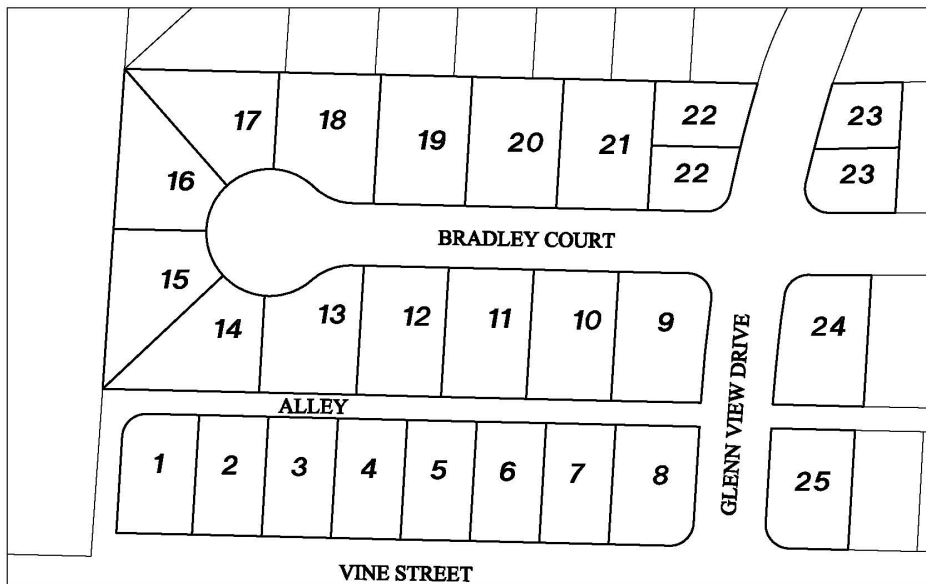 17 18 19 20 21 22 23
22 23
16
BRADLEY COURT
15
14 13 12 11 10 9 24
GLENN VIEW DRIVE
ALLEY
1 2 3 4 5 6 7 8 25
VINE STREET